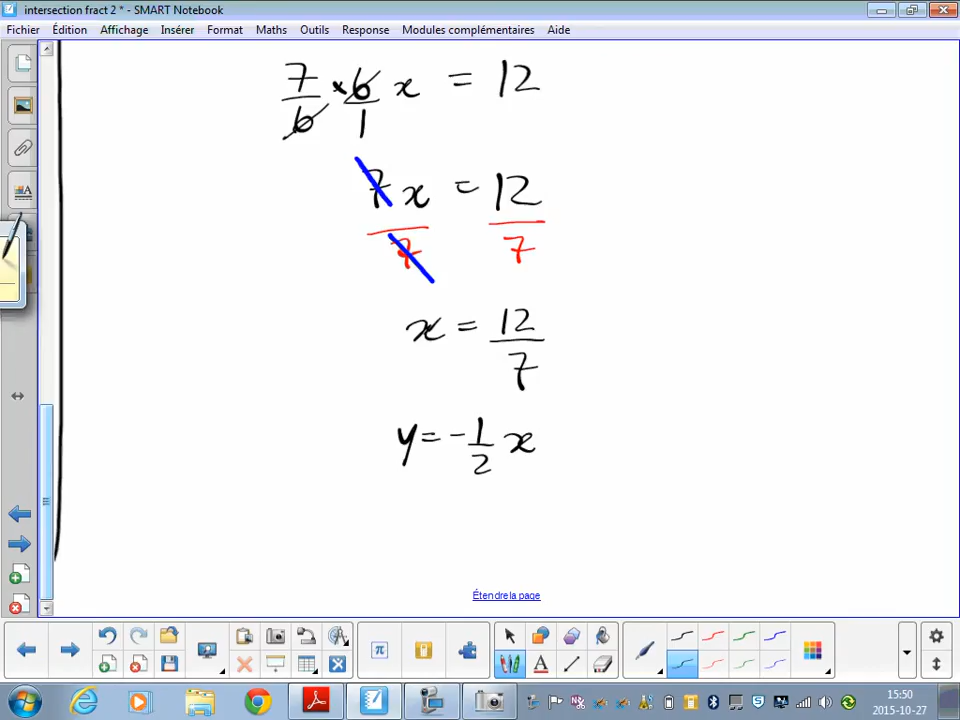 intersection fract 2 * - SMART Notebook
Fichier Édition Affichage Insérer Format Maths Outils Response Modules complémentaires Aide
7/6 × 6/1 x = 12
7x/7 = 12/7
x = 12/7
y = -1/2 x
Étendre la page
15:50
2015-10-27